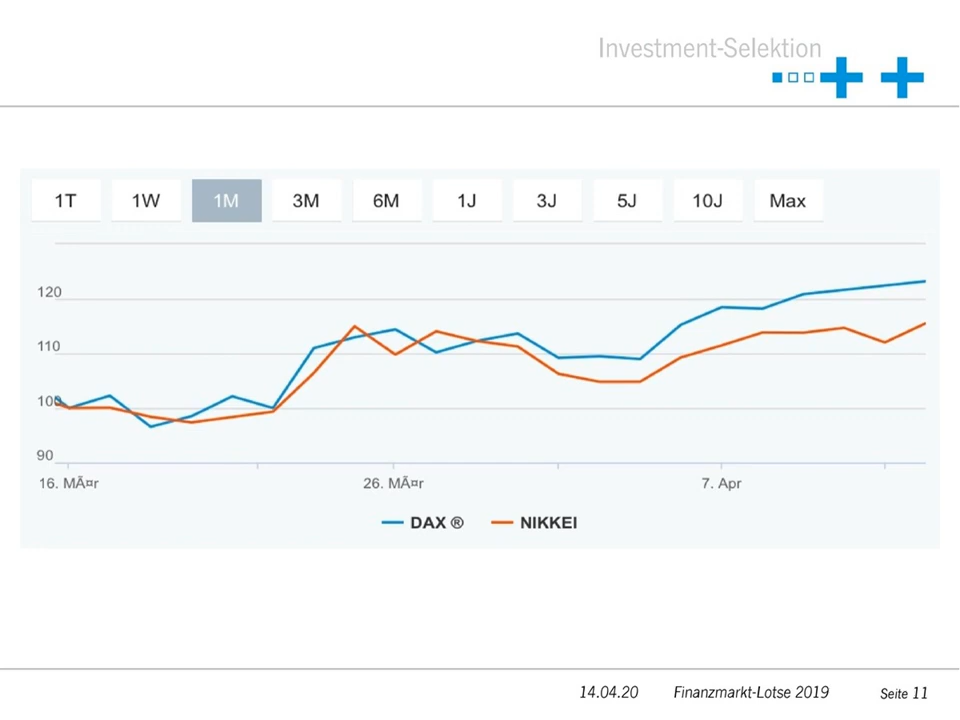 Investment-Selektion
1T 1W 1M 3M 6M 1J 3J 5J 10J Max
120
110
100
90
16. MÃ¤r 26. MÃ¤r 7. Apr
DAX ® NIKKEI
14.04.20 Finanzmarkt-Lotse 2019 Seite 11